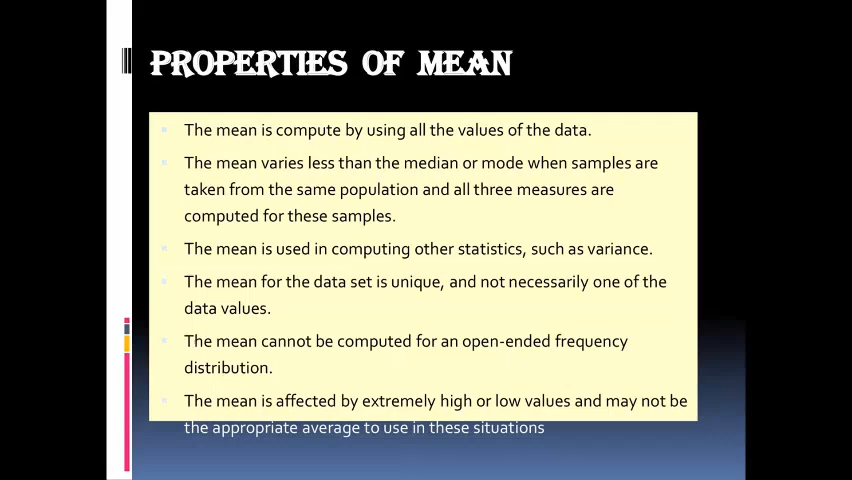 PROPERTIES OF MEAN
The mean is compute by using all the values of the data.
The mean varies less than the median or mode when samples are
taken from the same population and all three measures are
computed for these samples.
The mean is used in computing other statistics, such as variance.
The mean for the data set is unique, and not necessarily one of the
data values.
The mean cannot be computed for an open-ended frequency
distribution.
The mean is affected by extremely high or low values and may not be
the appropriate average to use in these situations